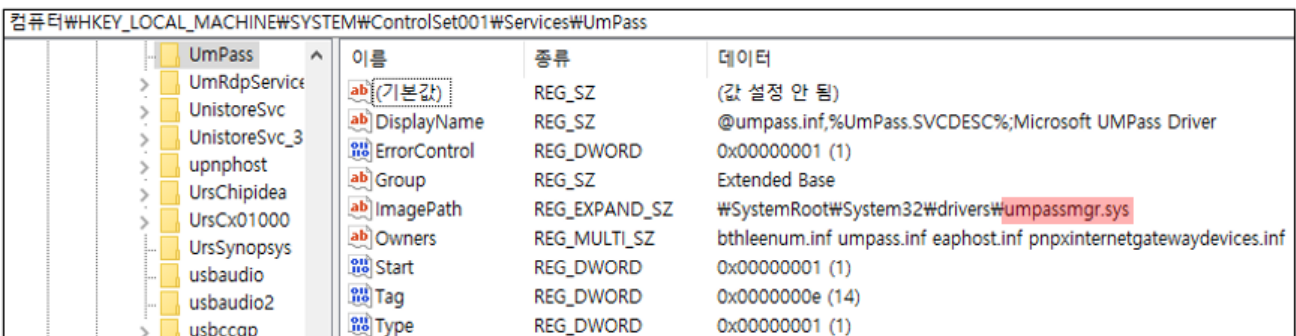 컴퓨터₩HKEY_LOCAL_MACHINE₩SYSTEM₩ControlSet001₩Services₩UmPass
UmPass
UmRdpService
UnistoreSvc
UnistoreSvc_3
upnphost
UrsChipidea
UrsCx01000
UrsSynopsys
usbaudio
usbaudio2
usbccgp
이름 종류 데이터
(기본값) REG_SZ (값 설정 안 됨)
DisplayName REG_SZ @umpass.inf,%UmPass.SVCDESC%;Microsoft UMPass Driver
ErrorControl REG_DWORD 0x00000001 (1)
Group REG_SZ Extended Base
ImagePath REG_EXPAND_SZ ₩SystemRoot₩System32₩drivers₩umpassmgr.sys
Owners REG_MULTI_SZ bthleenum.inf umpass.inf eaphost.inf pnpxinternetgatewaydevices.inf
Start REG_DWORD 0x00000001 (1)
Tag REG_DWORD 0x0000000e (14)
Type REG_DWORD 0x00000001 (1)